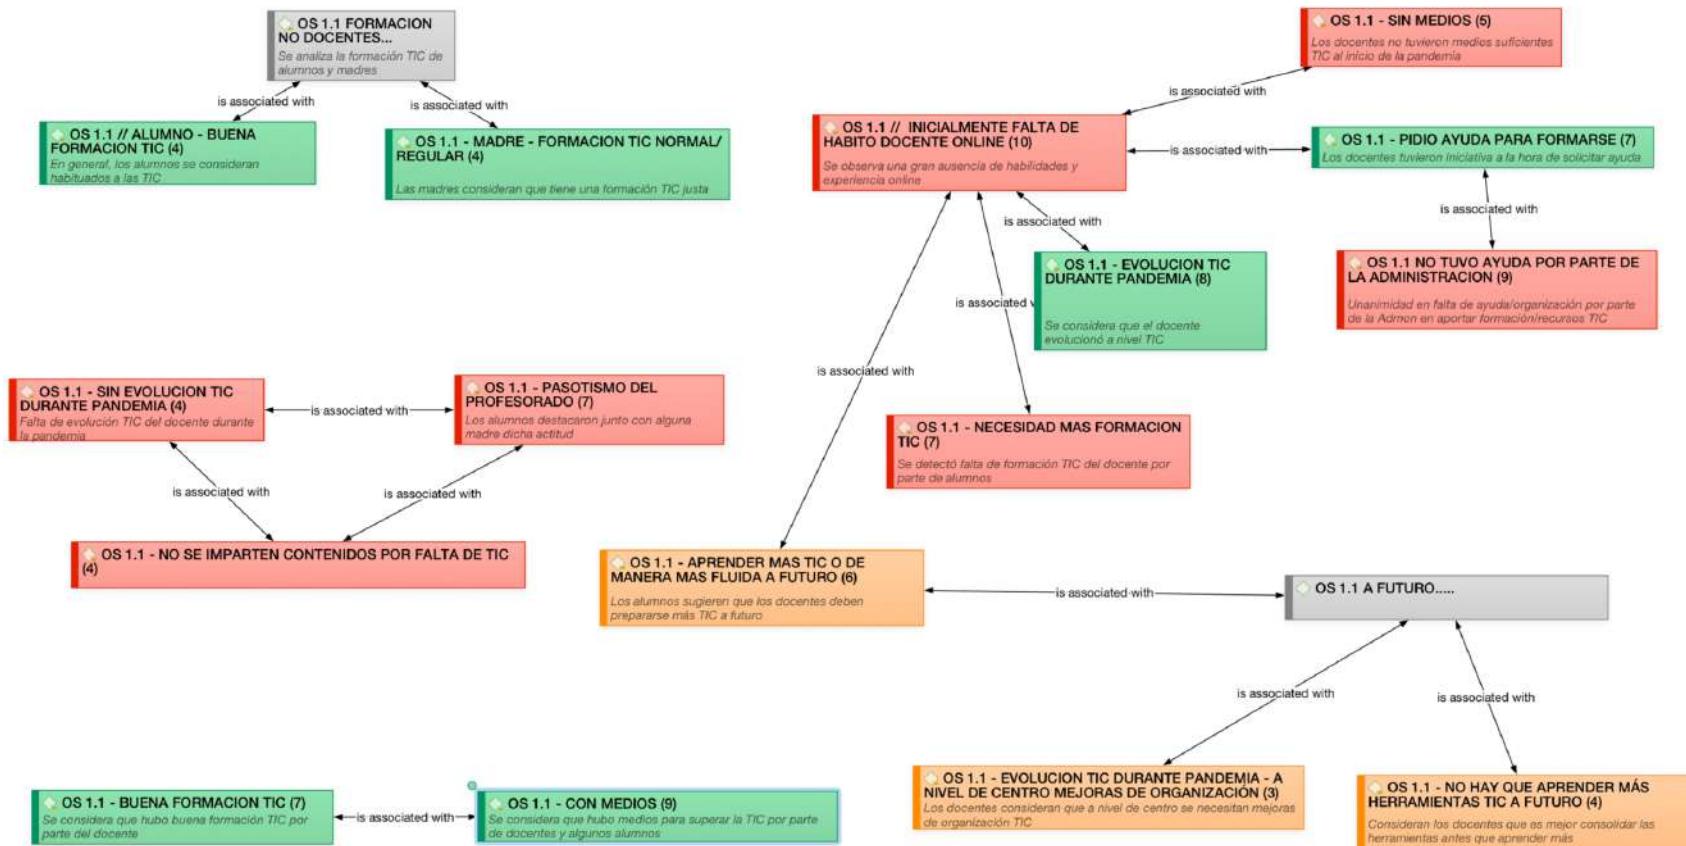 OS 1.1 FORMACION
NO DOCENTES...
Se analiza la formación TIC de
alumnos y madres
is associated with
is associated with
OS 1.1 // ALUMNO - BUENA
FORMACION TIC (4)
En general, los alumnos se consideran
habituados a las TIC
OS 1.1 - MADRE - FORMACION TIC NORMAL/
REGULAR (4)
Las madres consideran que tiene una formación TIC justa
OS 1.1 - SIN MEDIOS (5)
Los docentes no tuvieron medios suficientes
TIC al inicio de la pandemia
is associated with
OS 1.1 // INICIALMENTE FALTA DE
HABITO DOCENTE ONLINE (10)
Se observa una gran ausencia de habilidades y
experiencia online
is associated with
OS 1.1 - PIDIO AYUDA PARA FORMARSE (7)
Los docentes tuvieron iniciativa a la hora de solicitar ayuda
is associated with
is associated with
OS 1.1 - EVOLUCION TIC
DURANTE PANDEMIA (8)
Se considera que el docente
evolucionó a nivel TIC
OS 1.1 NO TUVO AYUDA POR PARTE DE
LA ADMINISTRACION (9)
Unanimidad en falta de ayuda/organización por parte
de la Admon en aportar formación/recursos TIC
is associated w
is associated with
OS 1.1 - SIN EVOLUCION TIC
DURANTE PANDEMIA (4)
Falta de evolución TIC del docente durante
la pandemia
is associated with
OS 1.1 - PASOTISMO DEL
PROFESORADO (7)
Los alumnos destacaron junto con alguna
madre dicha actitud
OS 1.1 - NECESIDAD MAS FORMACION
TIC (7)
Se detectó falta de formación TIC del docente por
parte de alumnos
is associated with
is associated with
OS 1.1 - NO SE IMPARTEN CONTENIDOS POR FALTA DE TIC
(4)
OS 1.1 - APRENDER MAS TIC O DE
MANERA MAS FLUIDA A FUTURO (6)
Los alumnos sugieren que los docentes deben
prepararse más TIC a futuro
is associated with
OS 1.1 A FUTURO.....
is associated with
is associated with
OS 1.1 - EVOLUCION TIC DURANTE PANDEMIA - A
NIVEL DE CENTRO MEJORAS DE ORGANIZACIÓN (3)
Los docentes consideran que a nivel de centro se necesitan mejoras
de organización TIC
OS 1.1 - NO HAY QUE APRENDER MÁS
HERRAMIENTAS TIC A FUTURO (4)
Consideran los docentes que es mejor consolidar las
herramientas antes que aprender más
OS 1.1 - BUENA FORMACION TIC (7)
Se considera que hubo buena formación TIC por
parte del docente
is associated with
OS 1.1 - CON MEDIOS (9)
Se considera que hubo medios para superar la TIC por parte
de docentes y algunos alumnos